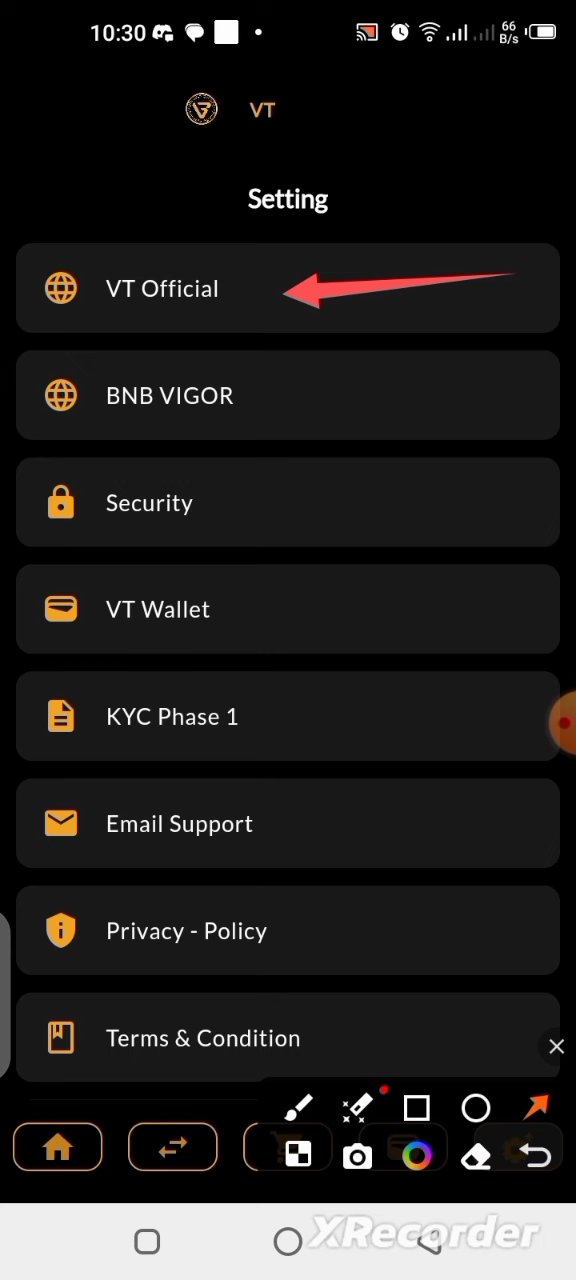 10:30
66
B/s
VT
Setting
VT Official
BNB VIGOR
Security
VT Wallet
KYC Phase 1
Email Support
Privacy - Policy
Terms & Condition
XRecorder